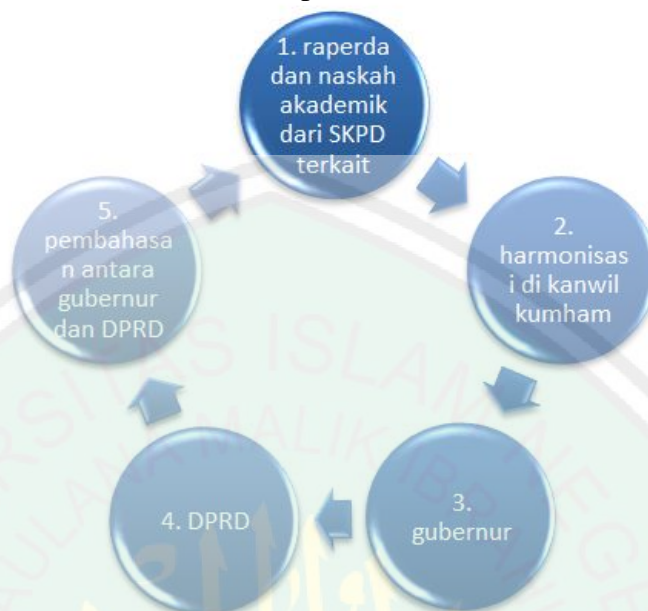 1. raperda
dan naskah
akademik
dari SKPD
terkait
2.
harmonisas
i di kanwil
kumham
3.
gubernur
4. DPRD
5.
pembahasa
n antara
gubernur
dan DPRD